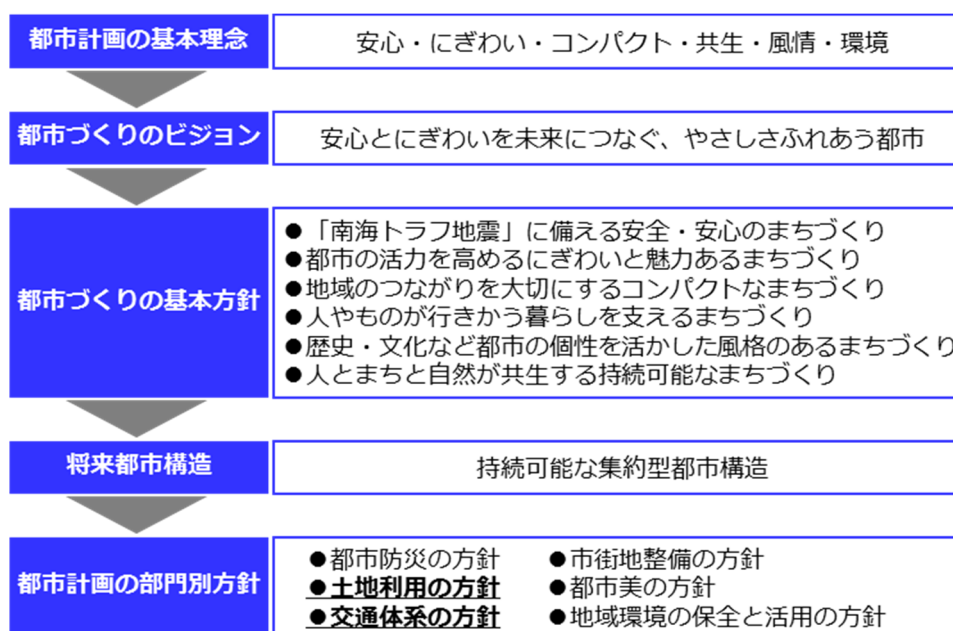 都市計画の基本理念
安心・にぎわい・コンパクト・共生・風情・環境
都市づくりのビジョン
安心とにぎわいを未来につなぐ、やさしさふれあう都市
都市づくりの基本方針
●「南海トラフ地震」に備える安全・安心のまちづくり
●都市の活力を高めるにぎわいと魅力あるまちづくり
●地域のつながりを大切にするコンパクトなまちづくり
●人やものが行きかう暮らしを支えるまちづくり
●歴史・文化など都市の個性を活かした風格のあるまちづくり
●人とまちと自然が共生する持続可能なまちづくり
将来都市構造
持続可能な集約型都市構造
都市計画の部門別方針
●都市防災の方針 ●市街地整備の方針
●土地利用の方針 ●都市美の方針
●交通体系の方針 ●地域環境の保全と活用の方針